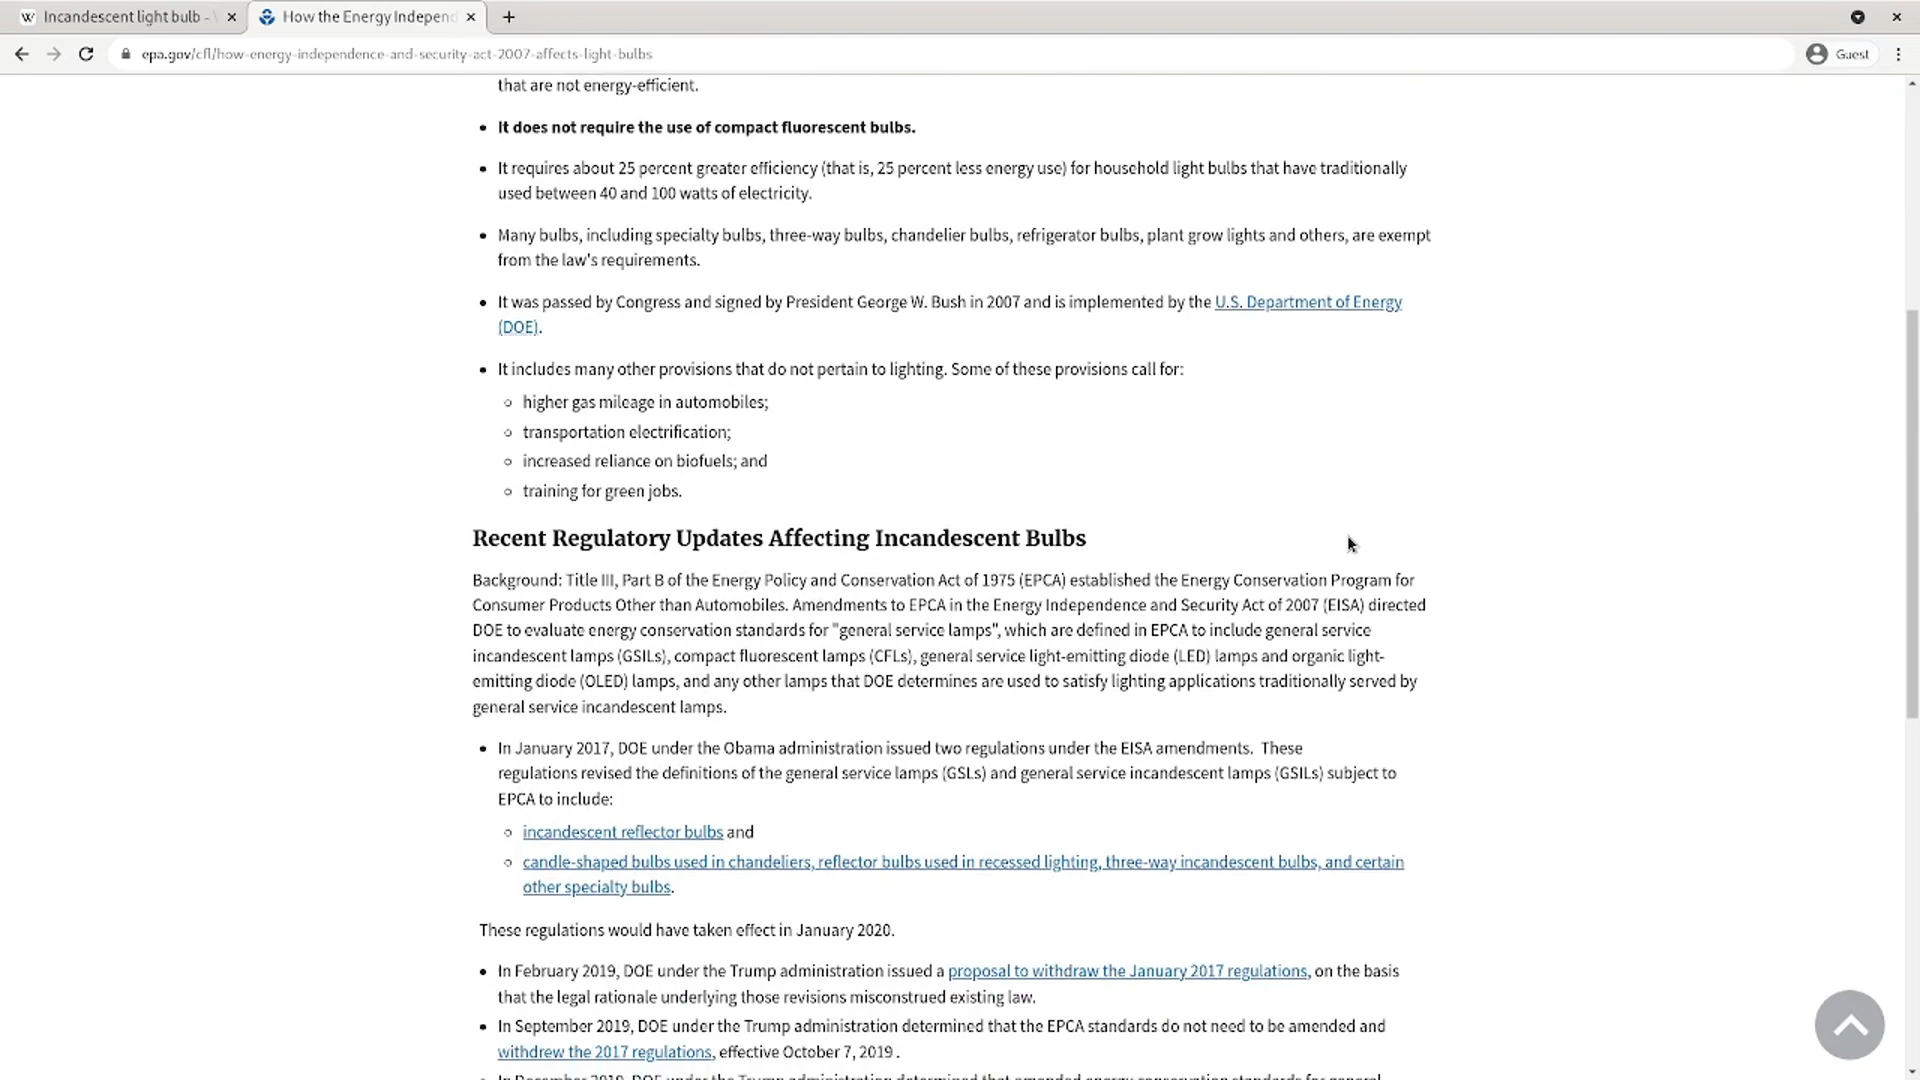 Incandescent light bulb -
How the Energy Independ
epa.gov/cfl/how-energy-independence-and-security-act-2007-affects-light-bulbs
Guest
that are not energy-efficient.
It does not require the use of compact fluorescent bulbs.
It requires about 25 percent greater efficiency (that is, 25 percent less energy use) for household light bulbs that have traditionally
used between 40 and 100 watts of electricity.
Many bulbs, including specialty bulbs, three-way bulbs, chandelier bulbs, refrigerator bulbs, plant grow lights and others, are exempt
from the law's requirements.
It was passed by Congress and signed by President George W. Bush in 2007 and is implemented by the U.S. Department of Energy
(DOE).
It includes many other provisions that do not pertain to lighting. Some of these provisions call for:
higher gas mileage in automobiles;
transportation electrification;
increased reliance on biofuels; and
training for green jobs.
Recent Regulatory Updates Affecting Incandescent Bulbs
Background: Title III, Part B of the Energy Policy and Conservation Act of 1975 (EPCA) established the Energy Conservation Program for
Consumer Products Other than Automobiles. Amendments to EPCA in the Energy Independence and Security Act of 2007 (EISA) directed
DOE to evaluate energy conservation standards for "general service lamps", which are defined in EPCA to include general service
incandescent lamps (GSILs), compact fluorescent lamps (CFLs), general service light-emitting diode (LED) lamps and organic light-
emitting diode (OLED) lamps, and any other lamps that DOE determines are used to satisfy lighting applications traditionally served by
general service incandescent lamps.
In January 2017, DOE under the Obama administration issued two regulations under the EISA amendments. These
regulations revised the definitions of the general service lamps (GSLs) and general service incandescent lamps (GSILs) subject to
EPCA to include:
incandescent reflector bulbs and
candle-shaped bulbs used in chandeliers, reflector bulbs used in recessed lighting, three-way incandescent bulbs, and certain
other specialty bulbs.
These regulations would have taken effect in January 2020.
In February 2019, DOE under the Trump administration issued a proposal to withdraw the January 2017 regulations, on the basis
that the legal rationale underlying those revisions misconstrued existing law.
In September 2019, DOE under the Trump administration determined that the EPCA standards do not need to be amended and
withdrew the 2017 regulations, effective October 7, 2019 .
In December 2019, DOE under the Trump administration determined that amended energy conservation standards for general